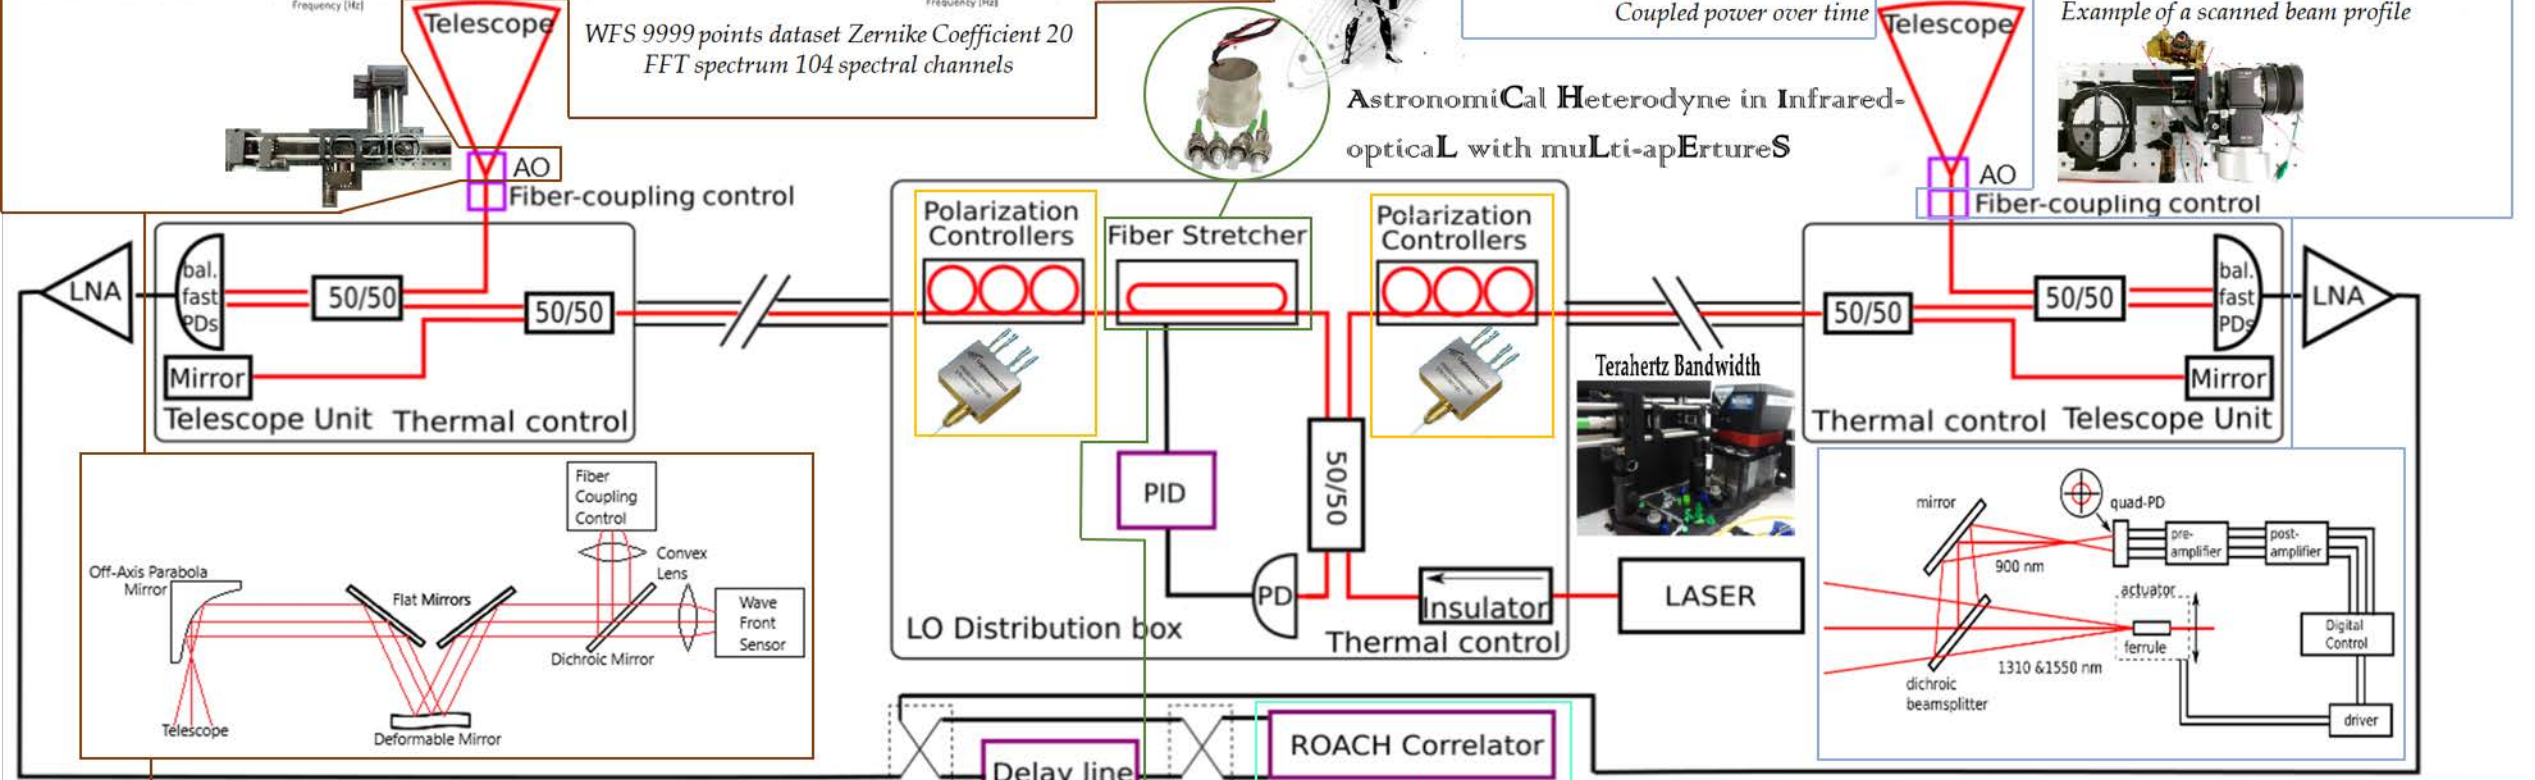 Frequency [Hz]
Frequency [Hz]
Telescope
WFS 9999 points dataset Zernike Coefficient 20
FFT spectrum 104 spectral channels
Coupled power over time
Telescope
Example of a scanned beam profile
AstronomiCal Heterodyne in Infrared-
opticaL with muLti-apErtureS
AO
Fiber-coupling control
AO
Fiber-coupling control
LNA
bal.
fast
PDs
50/50
50/50
Mirror
Telescope Unit
Thermal control
Polarization
Controllers
Fiber Stretcher
Polarization
Controllers
PID
50/50
PD
Insulator
LASER
LO Distribution box
Thermal control
Terahertz Bandwidth
50/50
50/50
bal.
fast
PDs
LNA
Mirror
Thermal control
Telescope Unit
Fiber
Coupling
Control
Convex
Lens
Off-Axis Parabola
Mirror
Flat Mirrors
Wave
Front
Sensor
Dichroic Mirror
Telescope
Deformable Mirror
mirror
quad-PD
pre-
amplifier
post-
amplifier
900 nm
actuator
ferrule
Digital
Control
1310 &1550 nm
dichroic
beamsplitter
driver
ROACH Correlator
Delay line